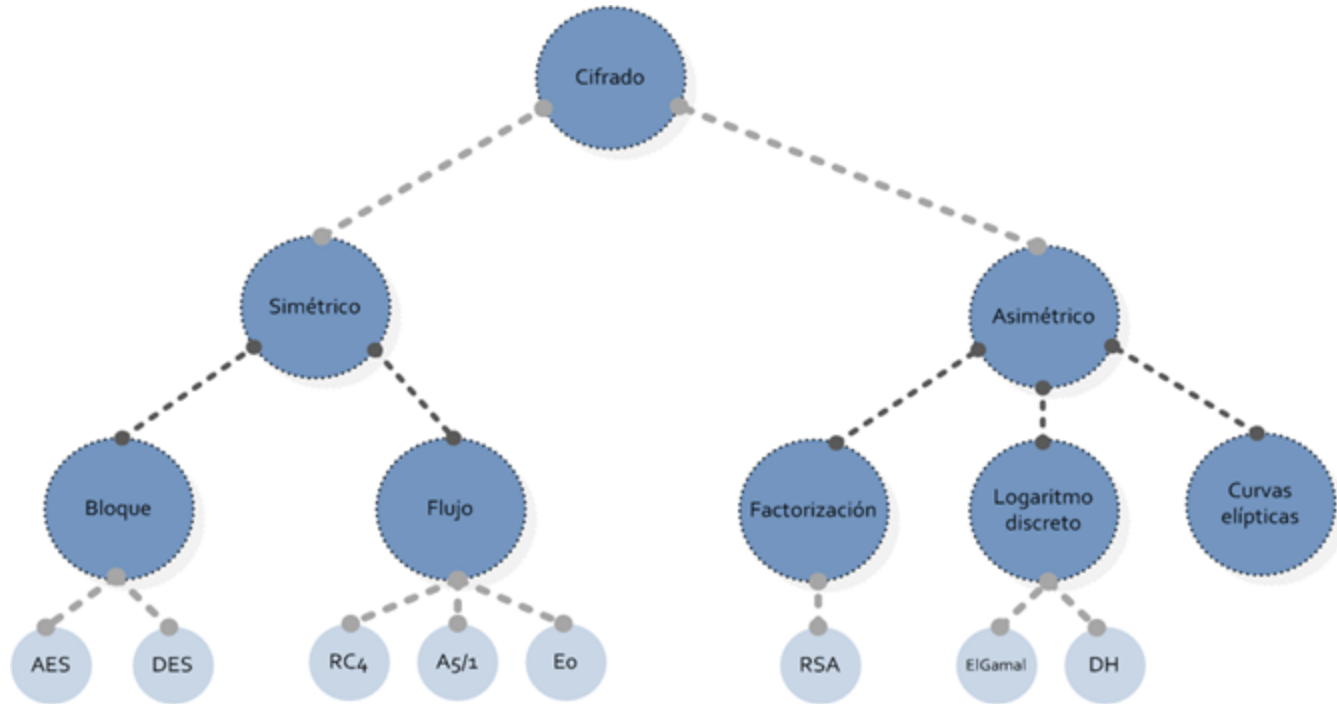 Cifrado
Simétrico
Asimétrico
Bloque
Flujo
Factorización
Logaritmo
discreto
Curvas
elípticas
AES
DES
RC4
A5/1
E0
RSA
ElGamal
DH